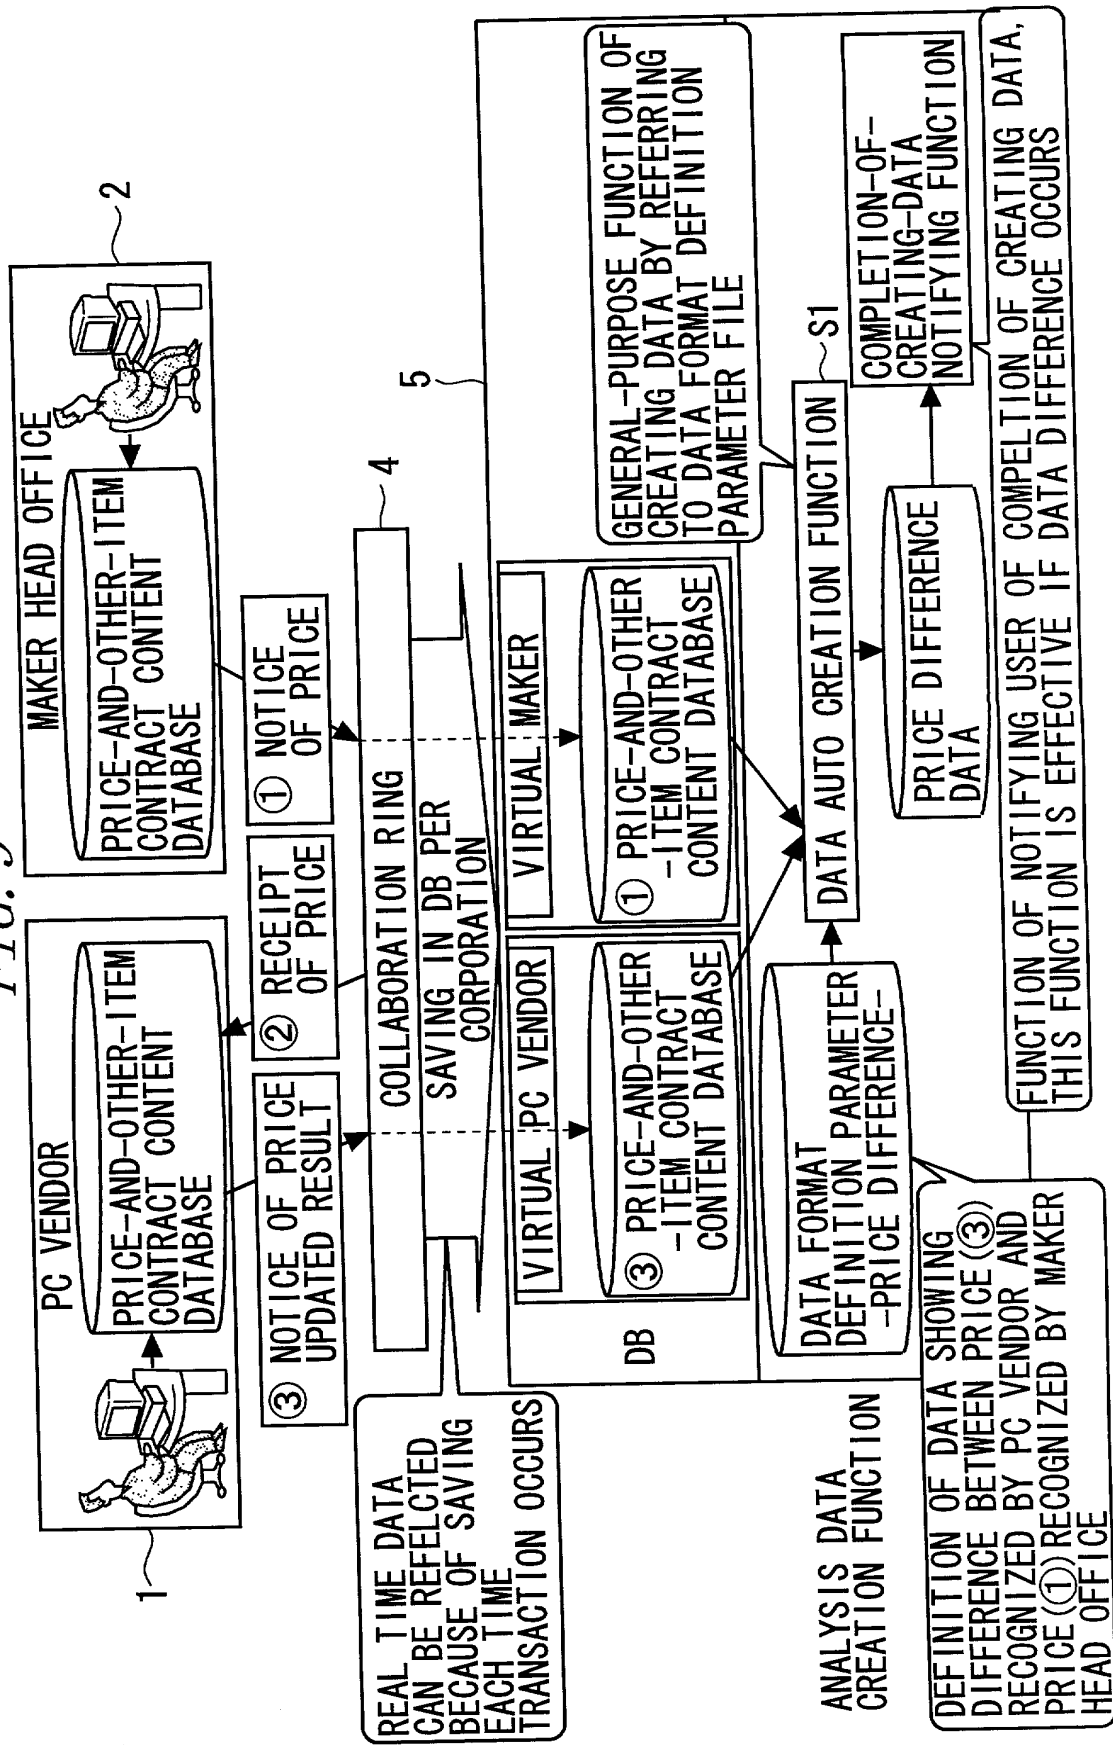 PC VENDOR
PRICE-AND-OTHER-ITEM
CONTRACT CONTENT
DATABASE
1
MAKER HEAD OFFICE
PRICE-AND-OTHER-ITEM
CONTRACT CONTENT
DATABASE
2
③ NOTICE OF PRICE
UPDATED RESULT
② RECEIPT
OF PRICE
① NOTICE
OF PRICE
COLLABORATION RING
4
SAVING IN DB PER
CORPORATION
5
REAL TIME DATA
CAN BE REFELCTED
BECAUSE OF SAVING
EACH TIME
TRANSACTION OCCURS
DB
VIRTUAL PC VENDOR
③ PRICE-AND-OTHER
-ITEM CONTRACT
CONTENT DATABASE
VIRTUAL MAKER
① PRICE-AND-OTHER
-ITEM CONTRACT
CONTENT DATABASE
GENERAL-PURPOSE FUNCTION OF
CREATING DATA BY REFERRING
TO DATA FORMAT DEFINITION
PARAMETER FILE
ANALYSIS DATA
CREATION FUNCTION
DATA FORMAT
DEFINITION PARAMETER
-PRICE DIFFERENCE-
DATA AUTO CREATION FUNCTION
S1
PRICE DIFFERENCE
DATA
COMPLETION-OF-
CREATING-DATA
NOTIFYING FUNCTION
DEFINITION OF DATA SHOWING
DIFFERENCE BETWEEN PRICE(③)
RECOGNIZED BY PC VENDOR AND
PRICE(①)RECOGNIZED BY MAKER
HEAD OFFICE
FUNCTION OF NOTIFYING USER OF COMPELTION OF CREATING DATA,
THIS FUNCTION IS EFFECTIVE IF DATA DIFFERENCE OCCURS